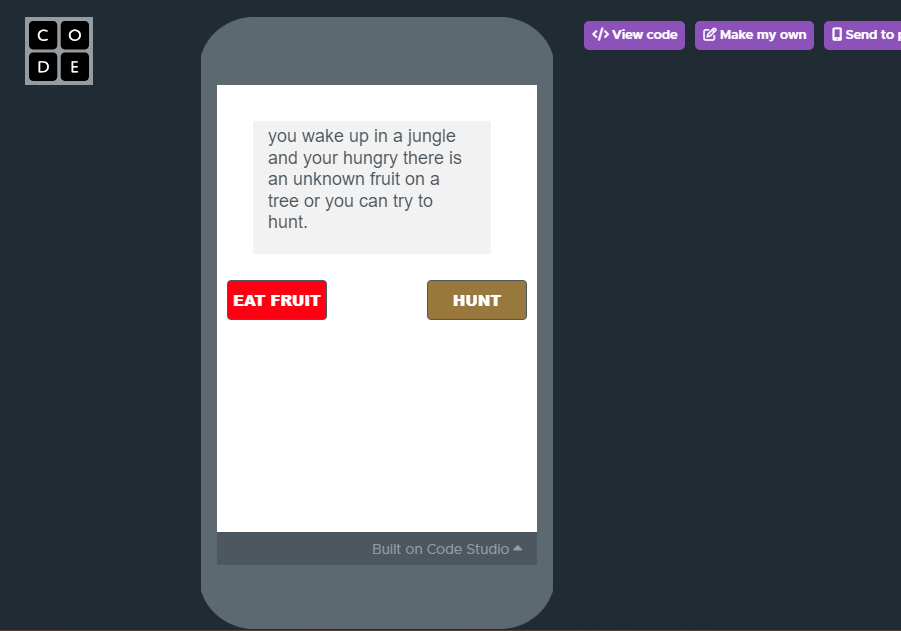 C O
D E
View code Make my own Send to
you wake up in a jungle
and your hungry there is
an unknown fruit on a
tree or you can try to
hunt.
EAT FRUIT HUNT
Built on Code Studio